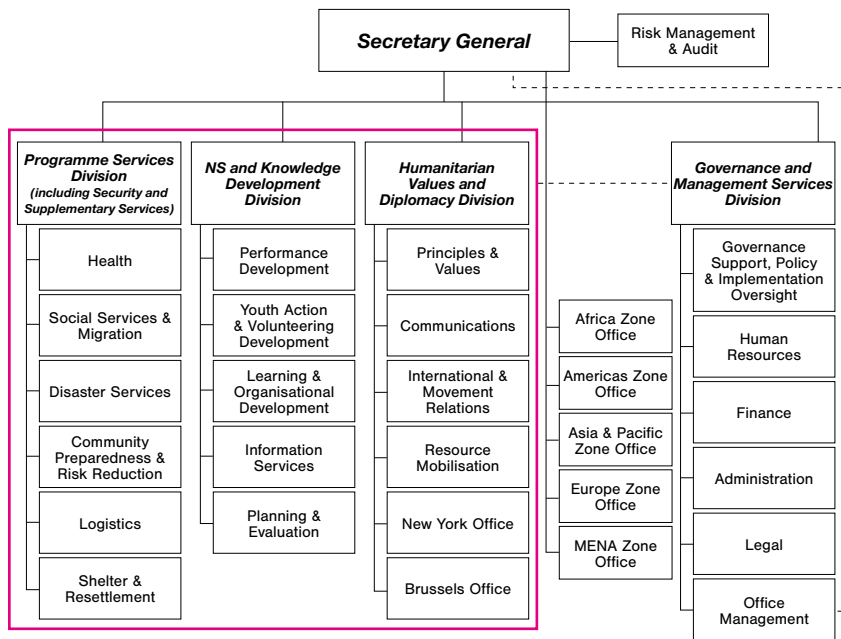 Secretary General
Risk Management
& Audit
Programme Services
Division
(including Security and
Supplementary Services)
Health
Social Services &
Migration
Disaster Services
Community
Preparedness &
Risk Reduction
Logistics
Shelter &
Resettlement
NS and Knowledge
Development
Division
Performance
Development
Youth Action
& Volunteering
Development
Learning &
Organisational
Development
Information
Services
Planning &
Evaluation
Humanitarian
Values and
Diplomacy Division
Principles &
Values
Communications
International &
Movement
Relations
Resource
Mobilisation
New York Office
Brussels Office
Africa Zone
Office
Americas Zone
Office
Asia & Pacific
Zone Office
Europe Zone
Office
MENA Zone
Office
Governance and
Management Services
Division
Governance
Support, Policy
& Implementation
Oversight
Human
Resources
Finance
Administration
Legal
Office
Management